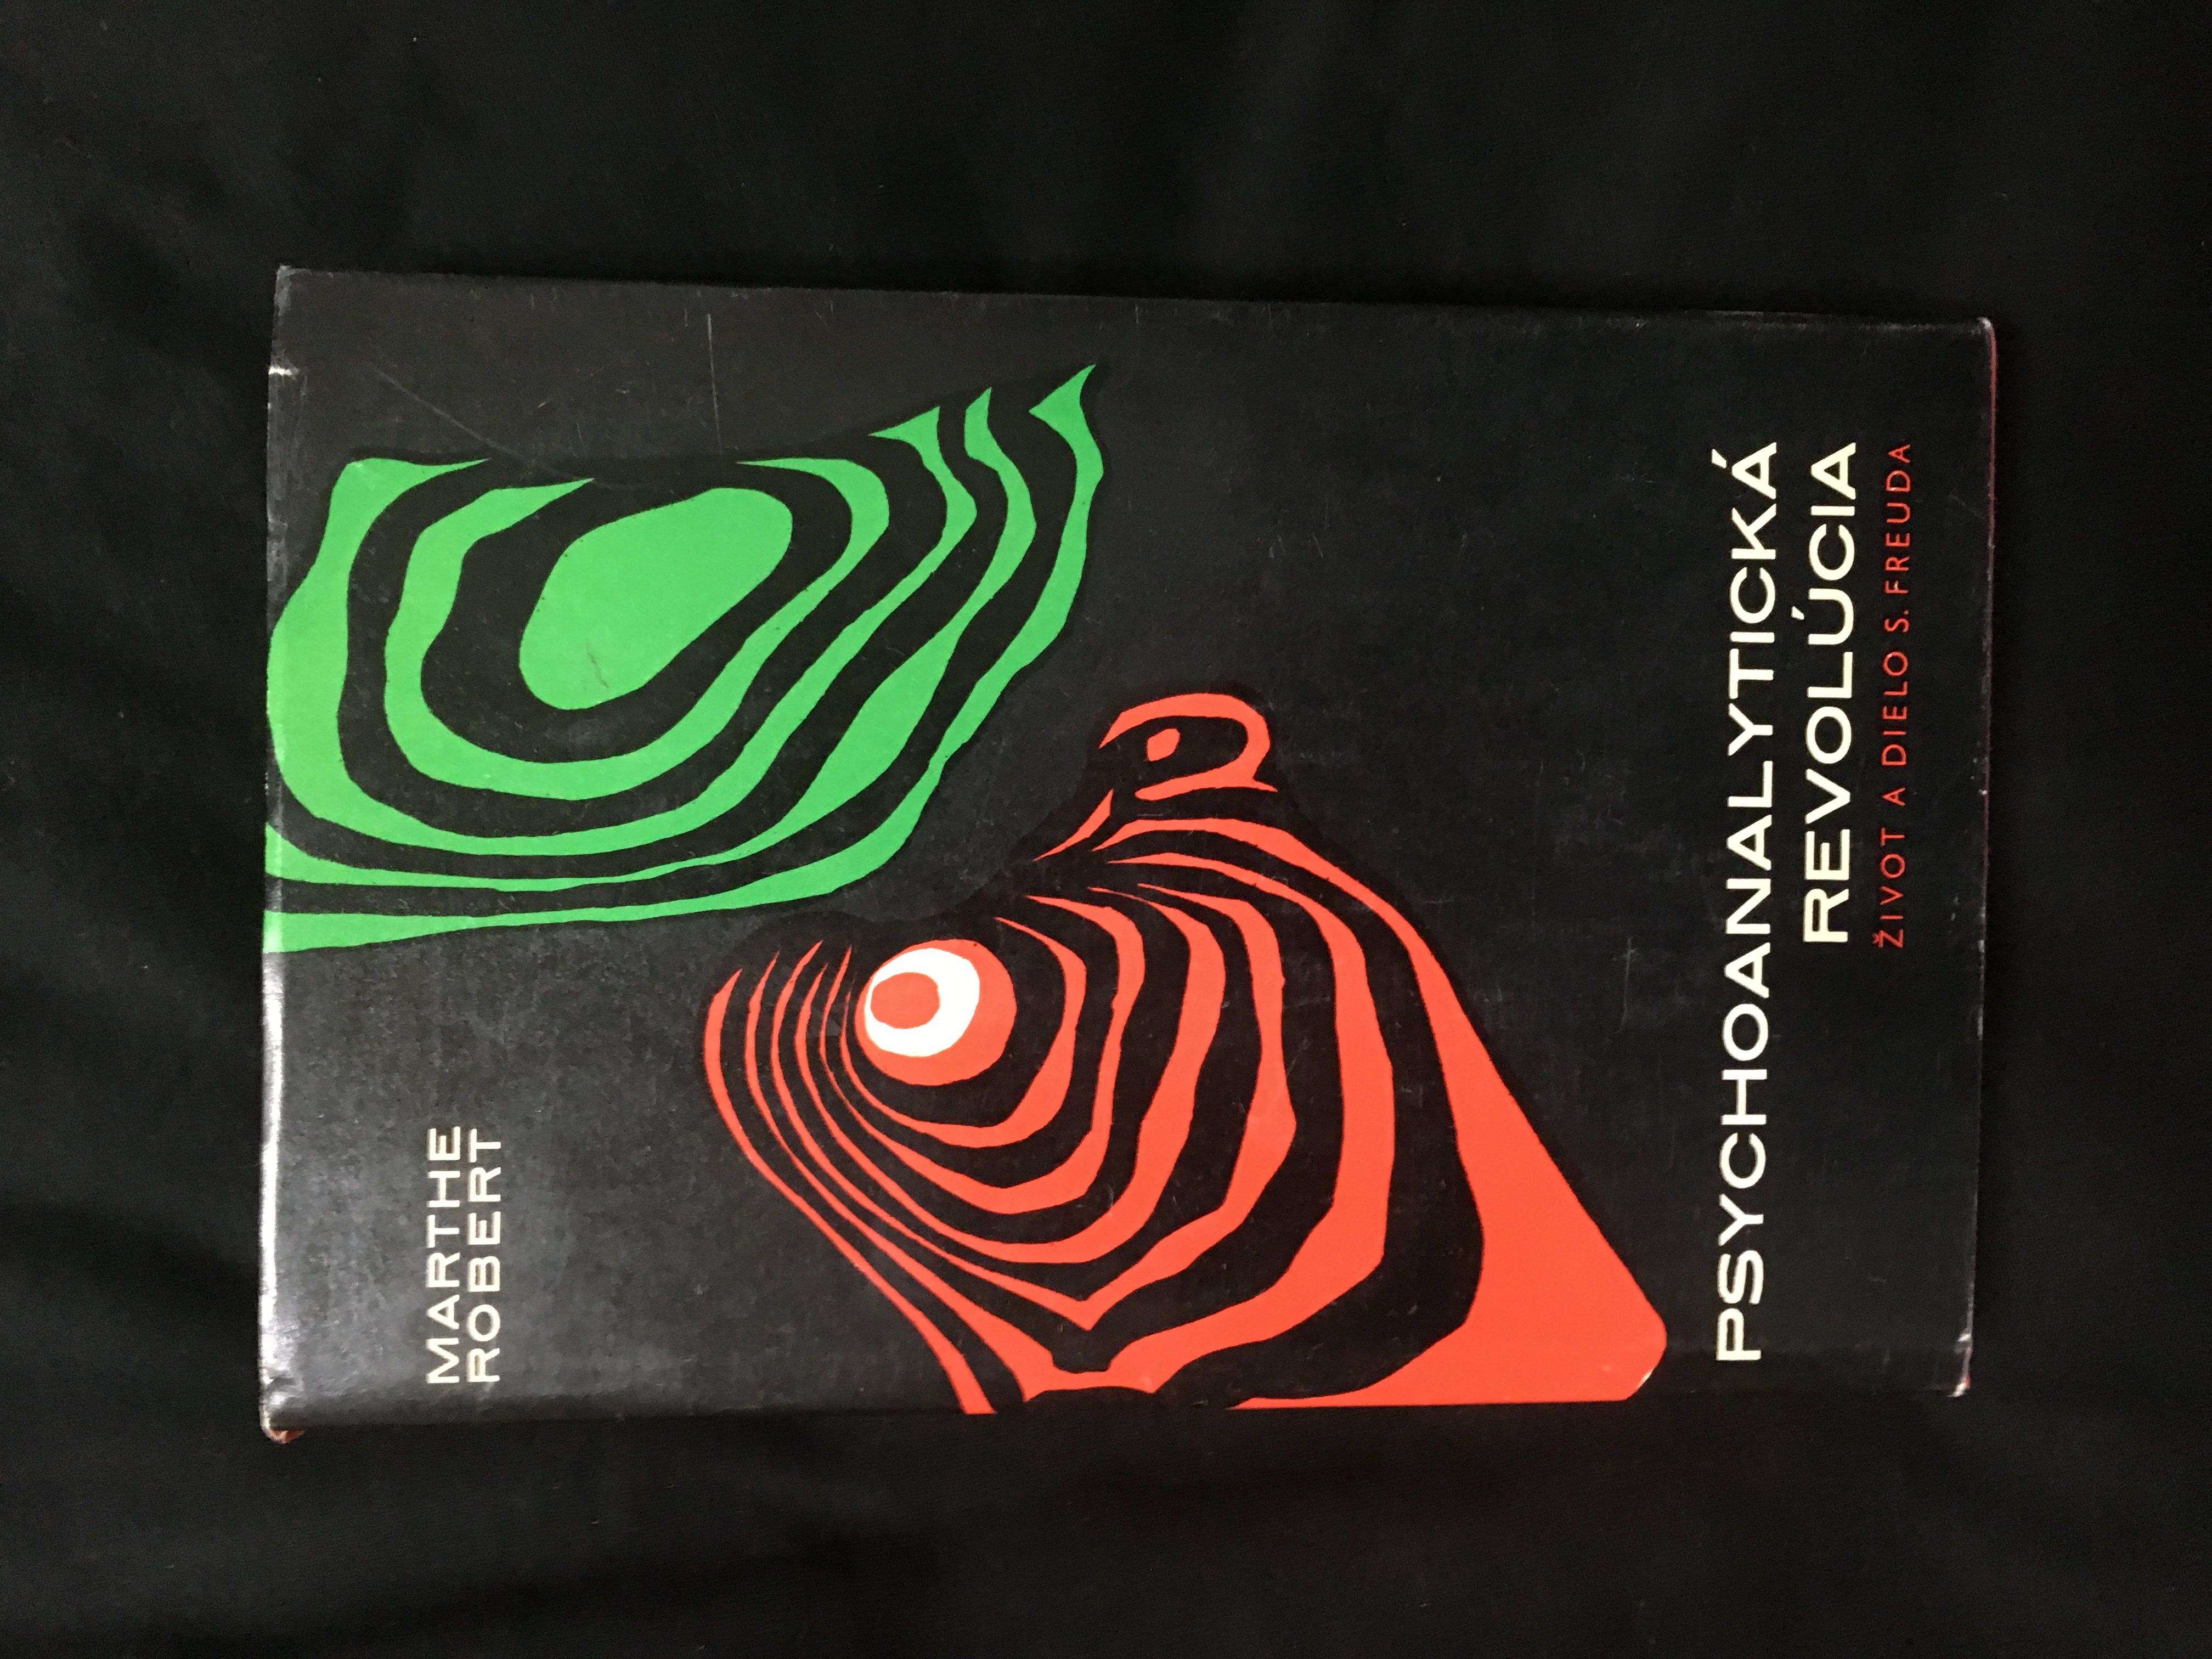 MARTHE
ROBERT
PSYCHOANALYTICKÁ
REVOLÚCIA
ŽIVOT A DIELO S. FREUDA